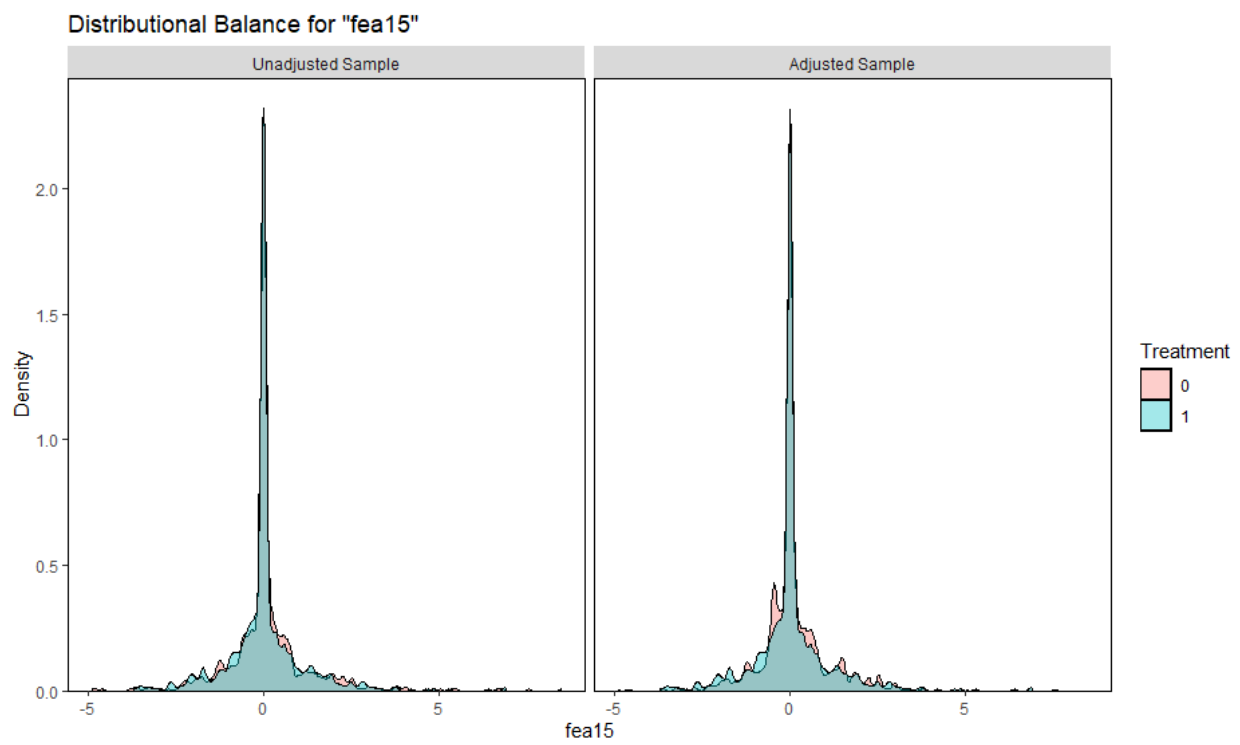 Distributional Balance for "fea15"
Unadjusted Sample
Adjusted Sample
Density
2.0
1.5
1.0
0.5
0.0
-5
0
5
-5
0
5
fea15
Treatment
0
1